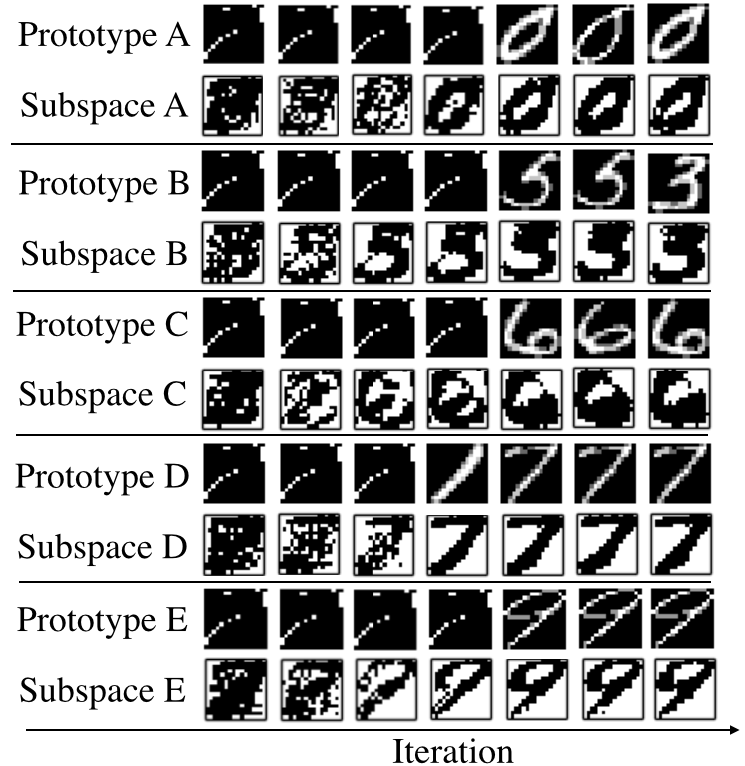 Prototype A
Subspace A
Prototype B
Subspace B
Prototype C
Subspace C
Prototype D
Subspace D
Prototype E
Subspace E
Iteration